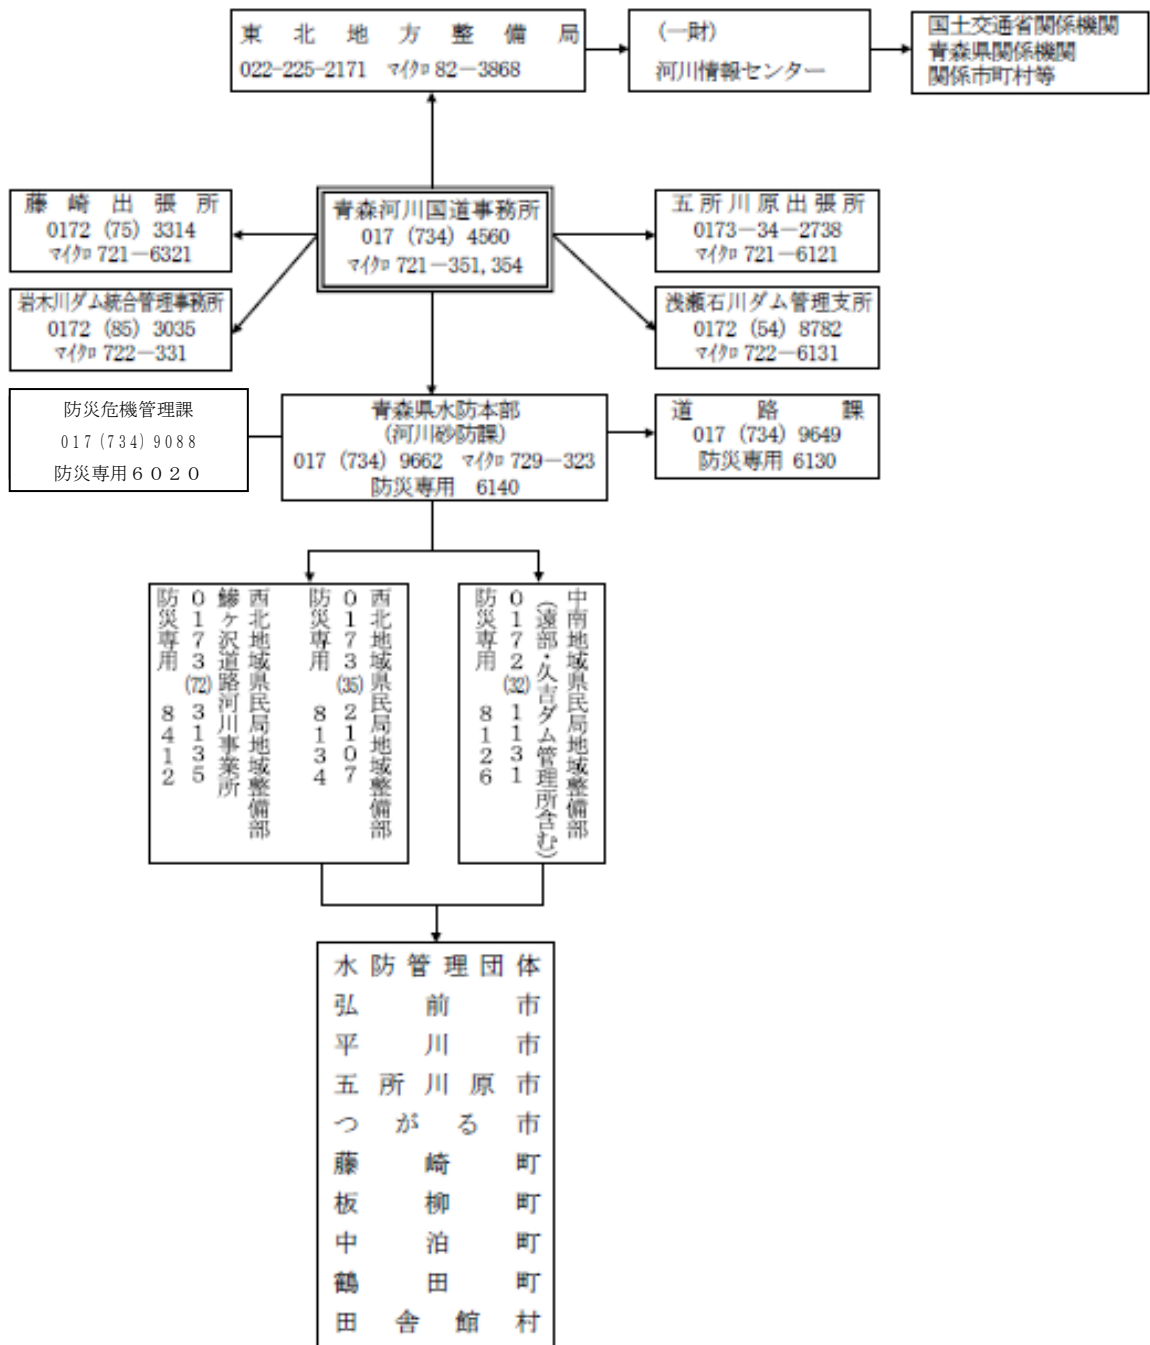 東北地方整備局
022-225-2171 マイクロ 82－3868
(一財)
河川情報センター
国土交通省関係機関
青森県関係機関
関係市町村等
藤崎出張所
0172 (75) 3314
マイクロ 721－6321
青森河川国道事務所
017 (734) 4560
マイクロ 721－351, 354
五所川原出張所
0173－34－2738
マイクロ 721－6121
岩木川ダム統合管理事務所
0172 (85) 3035
マイクロ 722－331
浅瀬石川ダム管理支所
0172 (54) 8782
マイクロ 722－6131
防災危機管理課
017(734)9088
防災専用６０２０
青森県水防本部
(河川砂防課)
017 (734) 9662 マイクロ 729－323
防災専用 6140
道路課
017 (734) 9649
防災専用 6130
西北地域県民局地域整備部
０１７３(35)２１０７
防災専用 ８１３４
西北地域県民局地域整備部
鰺ヶ沢道路河川事業所
０１７３(72)３１３５
防災専用 ８４１２
中南地域県民局地域整備部
(遠部・久吉ダム管理所含む)
０１７２(32)１１３１
防災専用 ８１２６
水防管理団体
弘前市
平川市
五所川原市
つがる市
藤崎町
板柳町
中泊町
鶴田町
田舎館村